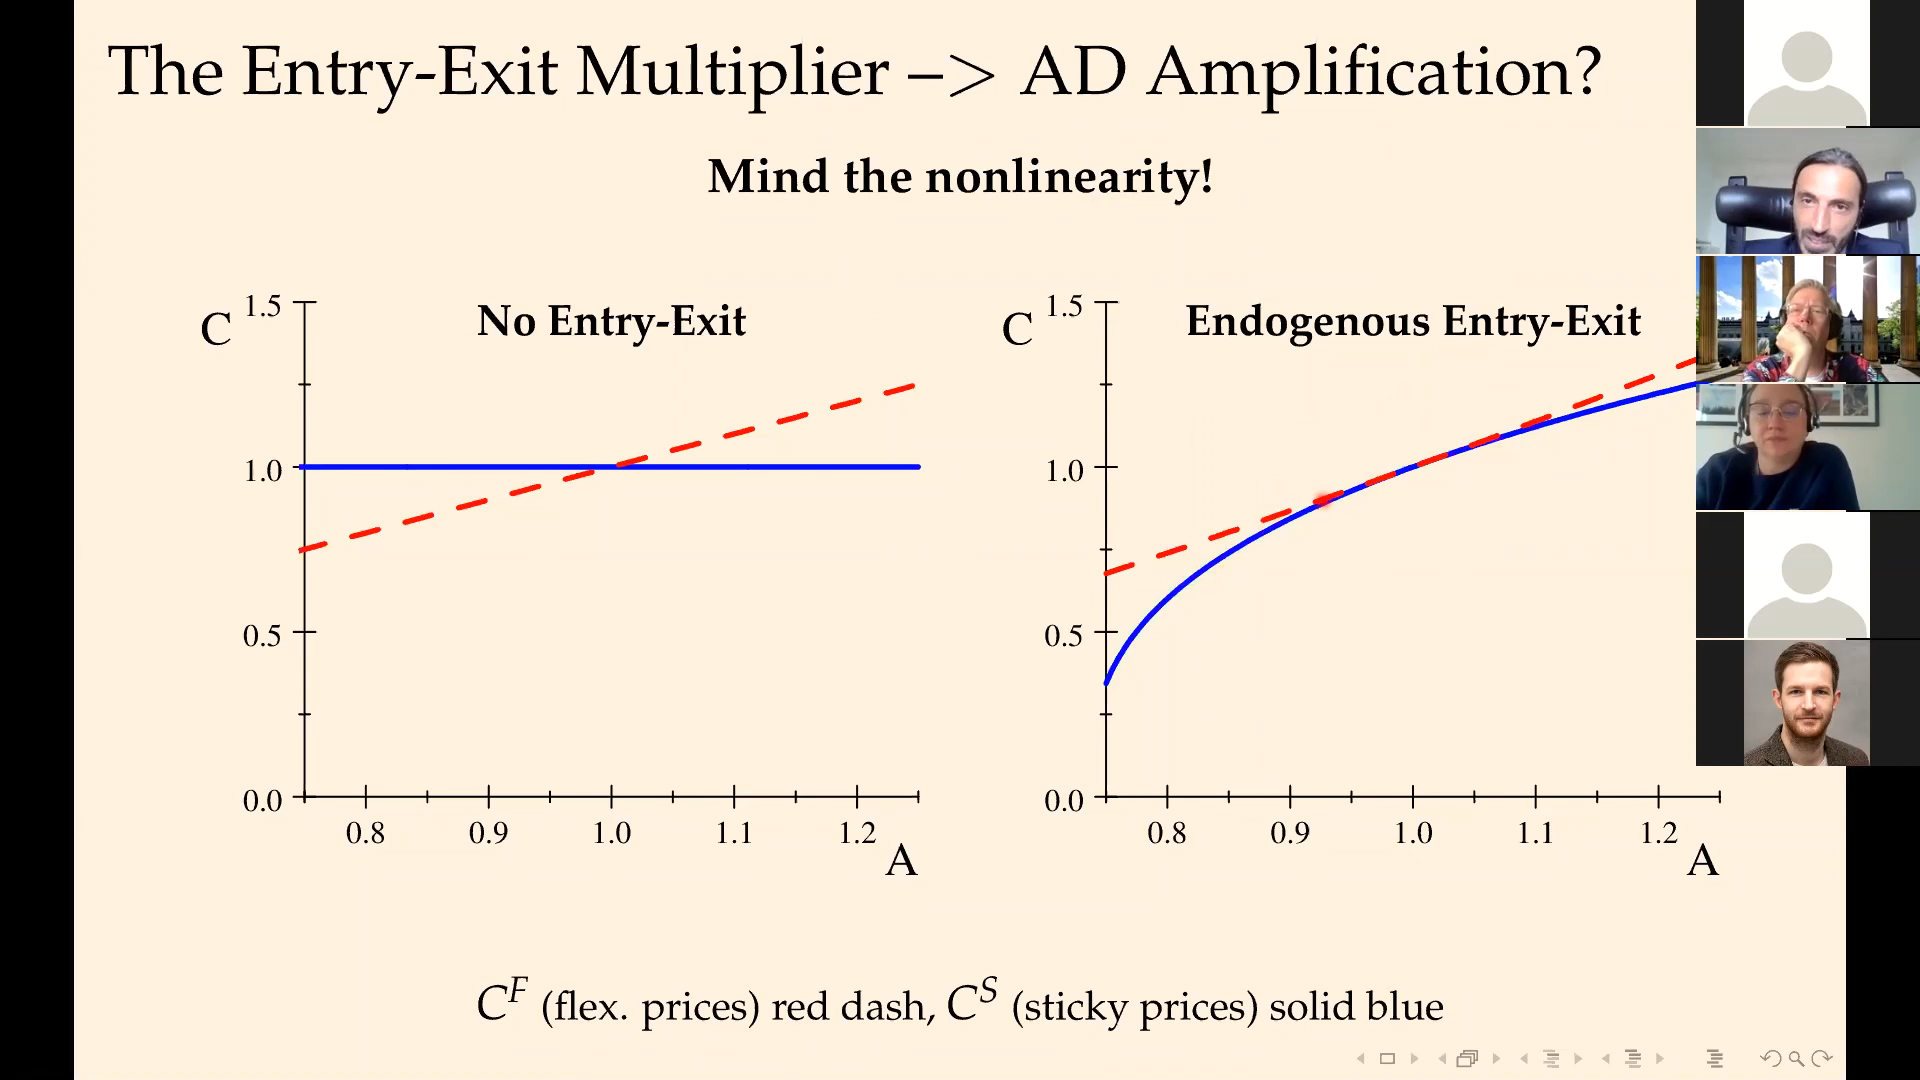 The Entry-Exit Multiplier –> AD Amplification?
Mind the nonlinearity!
No Entry-Exit
C
1.5
1.0
0.5
0.0
0.8 0.9 1.0 1.1 1.2
A
Endogenous Entry-Exit
C
1.5
1.0
0.5
0.0
0.8 0.9 1.0 1.1 1.2
A
C^F (flex. prices) red dash, C^S (sticky prices) solid blue